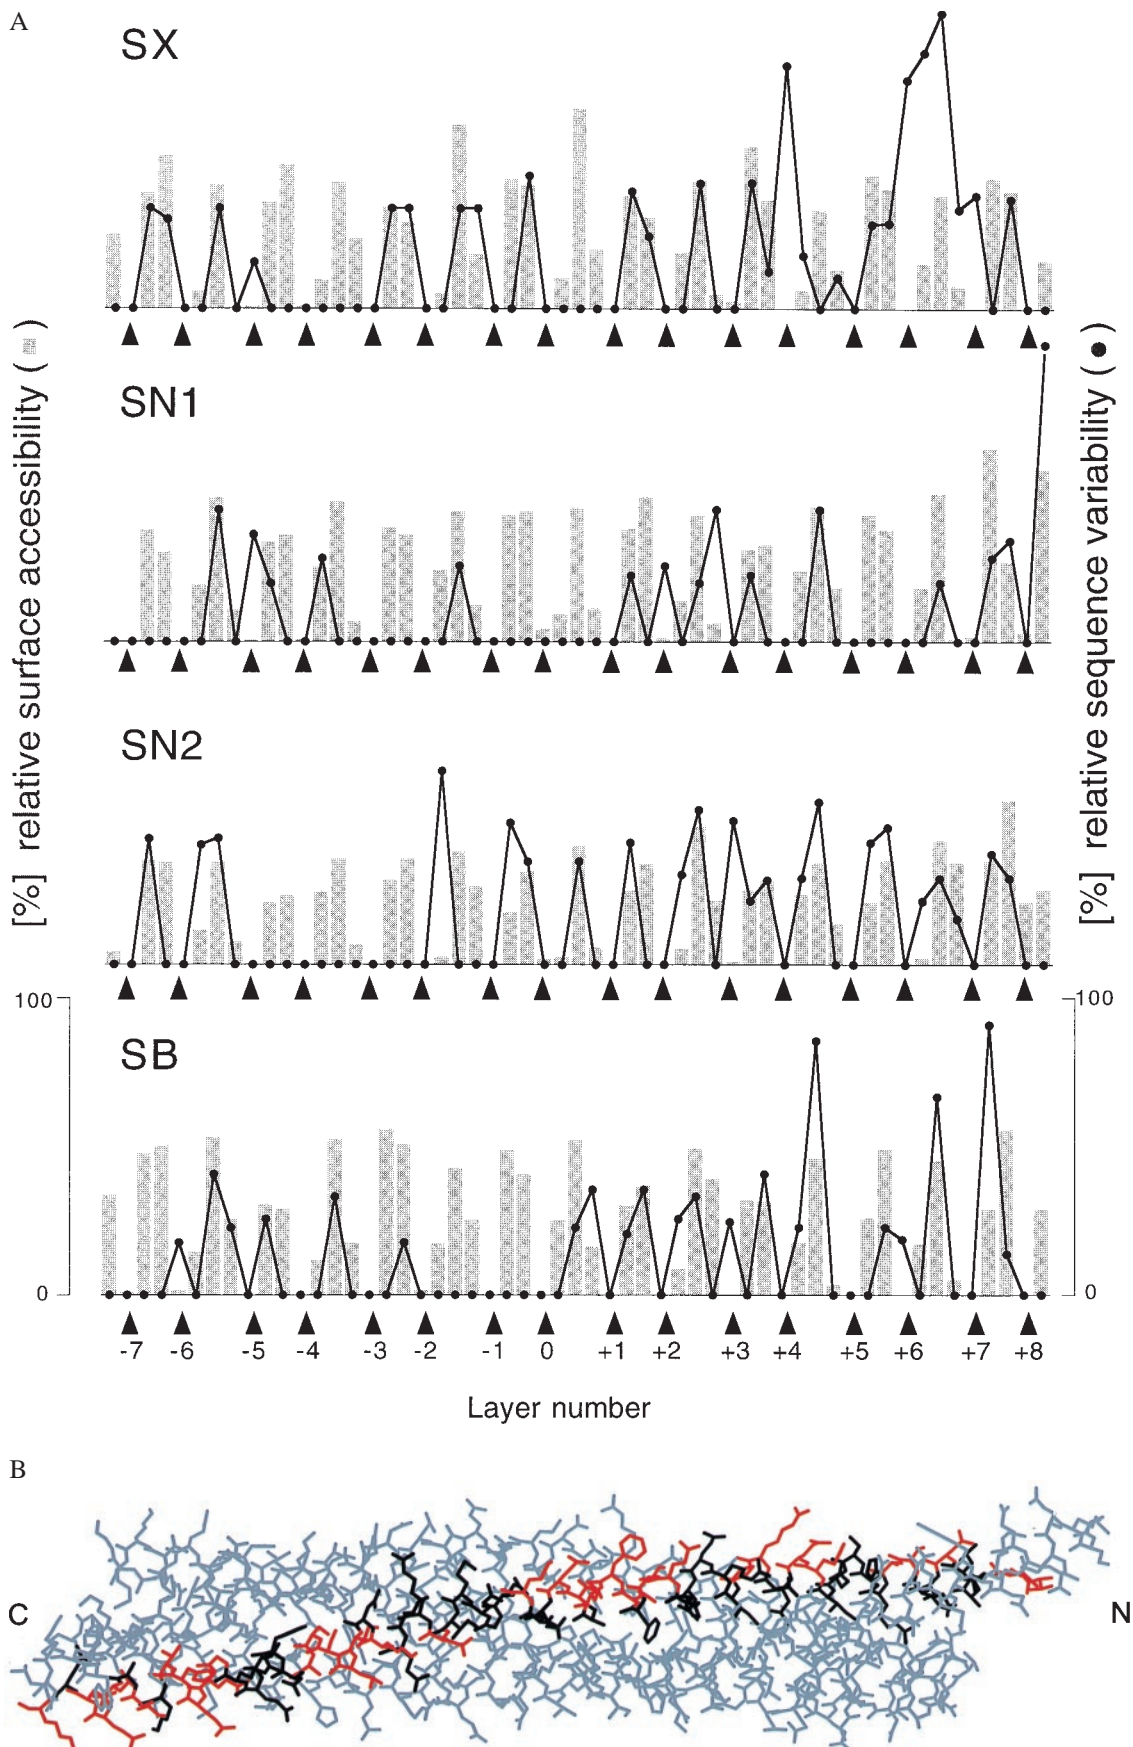 A
SX
SN1
SN2
SB
[%] relative surface accessibility ( )
[%] relative sequence variability (●)
100
0
100
0
-7 -6 -5 -4 -3 -2 -1 0 +1 +2 +3 +4 +5 +6 +7 +8
Layer number
B
C
N